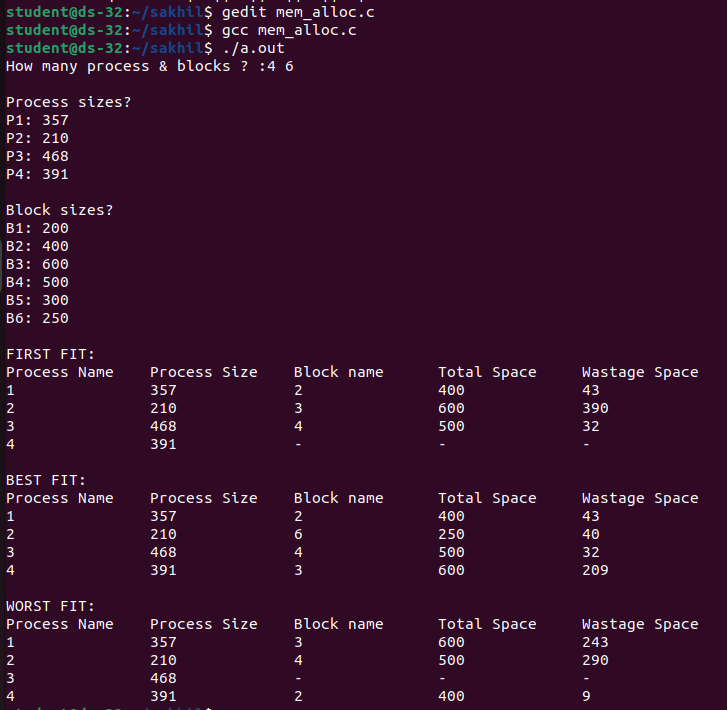 student@ds-32:~/sakhil$ gedit mem_alloc.c
student@ds-32:~/sakhil$ gcc mem_alloc.c
student@ds-32:~/sakhil$ ./a.out
How many process & blocks ? :4 6
Process sizes?
P1: 357
P2: 210
P3: 468
P4: 391
Block sizes?
B1: 200
B2: 400
B3: 600
B4: 500
B5: 300
B6: 250
FIRST FIT:
Process Name    Process Size    Block name      Total Space     Wastage Space
1               357             2               400             43
2               210             3               600             390
3               468             4               500             32
4               391             -               -               -
BEST FIT:
Process Name    Process Size    Block name      Total Space     Wastage Space
1               357             2               400             43
2               210             6               250             40
3               468             4               500             32
4               391             3               600             209
WORST FIT:
Process Name    Process Size    Block name      Total Space     Wastage Space
1               357             3               600             243
2               210             4               500             290
3               468             -               -               -
4               391             2               400             9